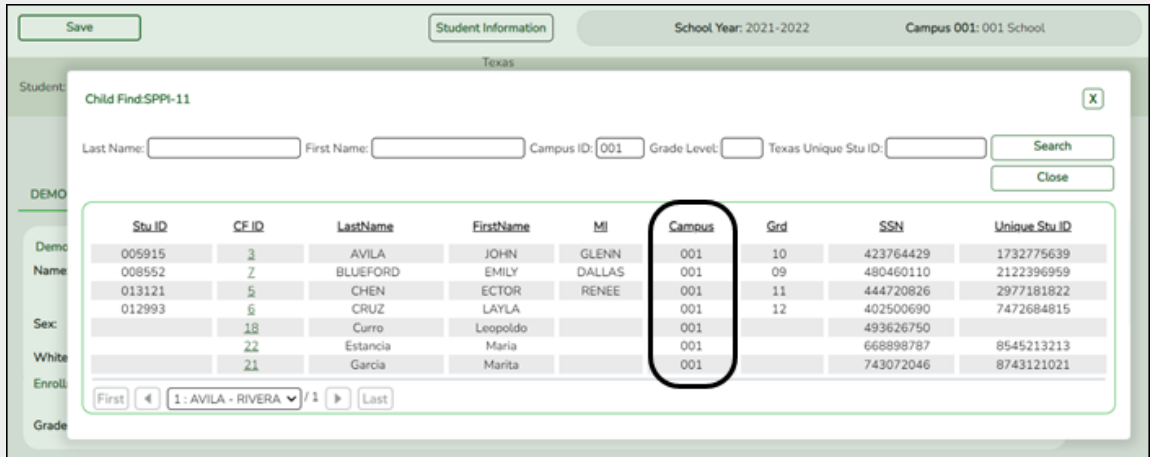 Save Student Information School Year: 2021-2022 Campus 001: 001 School
Texas
Student:
Child Find:SPPI-11 X
Last Name: First Name: Campus ID: 001 Grade Level: Texas Unique Stu ID: Search
Close
DEMO
Stu ID CF ID LastName FirstName MI Campus Grd SSN Unique Stu ID
Demo
005915 3 AVILA JOHN GLENN 001 10 423764429 1732775639
Name:
008552 7 BLUEFORD EMILY DALLAS 001 09 480460110 2122396959
013121 5 CHEN ECTOR RENEE 001 11 444720826 2977181822
012993 6 CRUZ LAYLA 001 12 402500690 7472684815
Sex:
18 Curro Leopoldo 001 493626750
22 Estancia Maria 001 668898787 8545213213
White
21 Garcia Marita 001 743072046 8743121021
Enroll
First 1 : AVILA - RIVERA / 1 Last
Grade